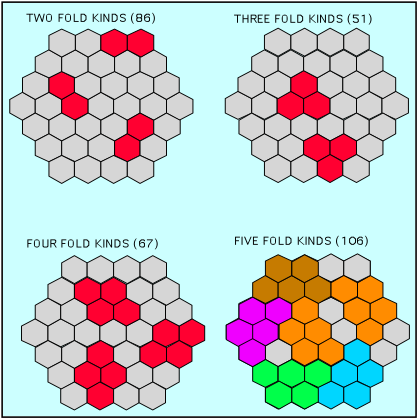 TWO FOLD KINDS (86)
THREE FOLD KINDS (51)
FOUR FOLD KINDS (67)
FIVE FOLD KINDS (106)